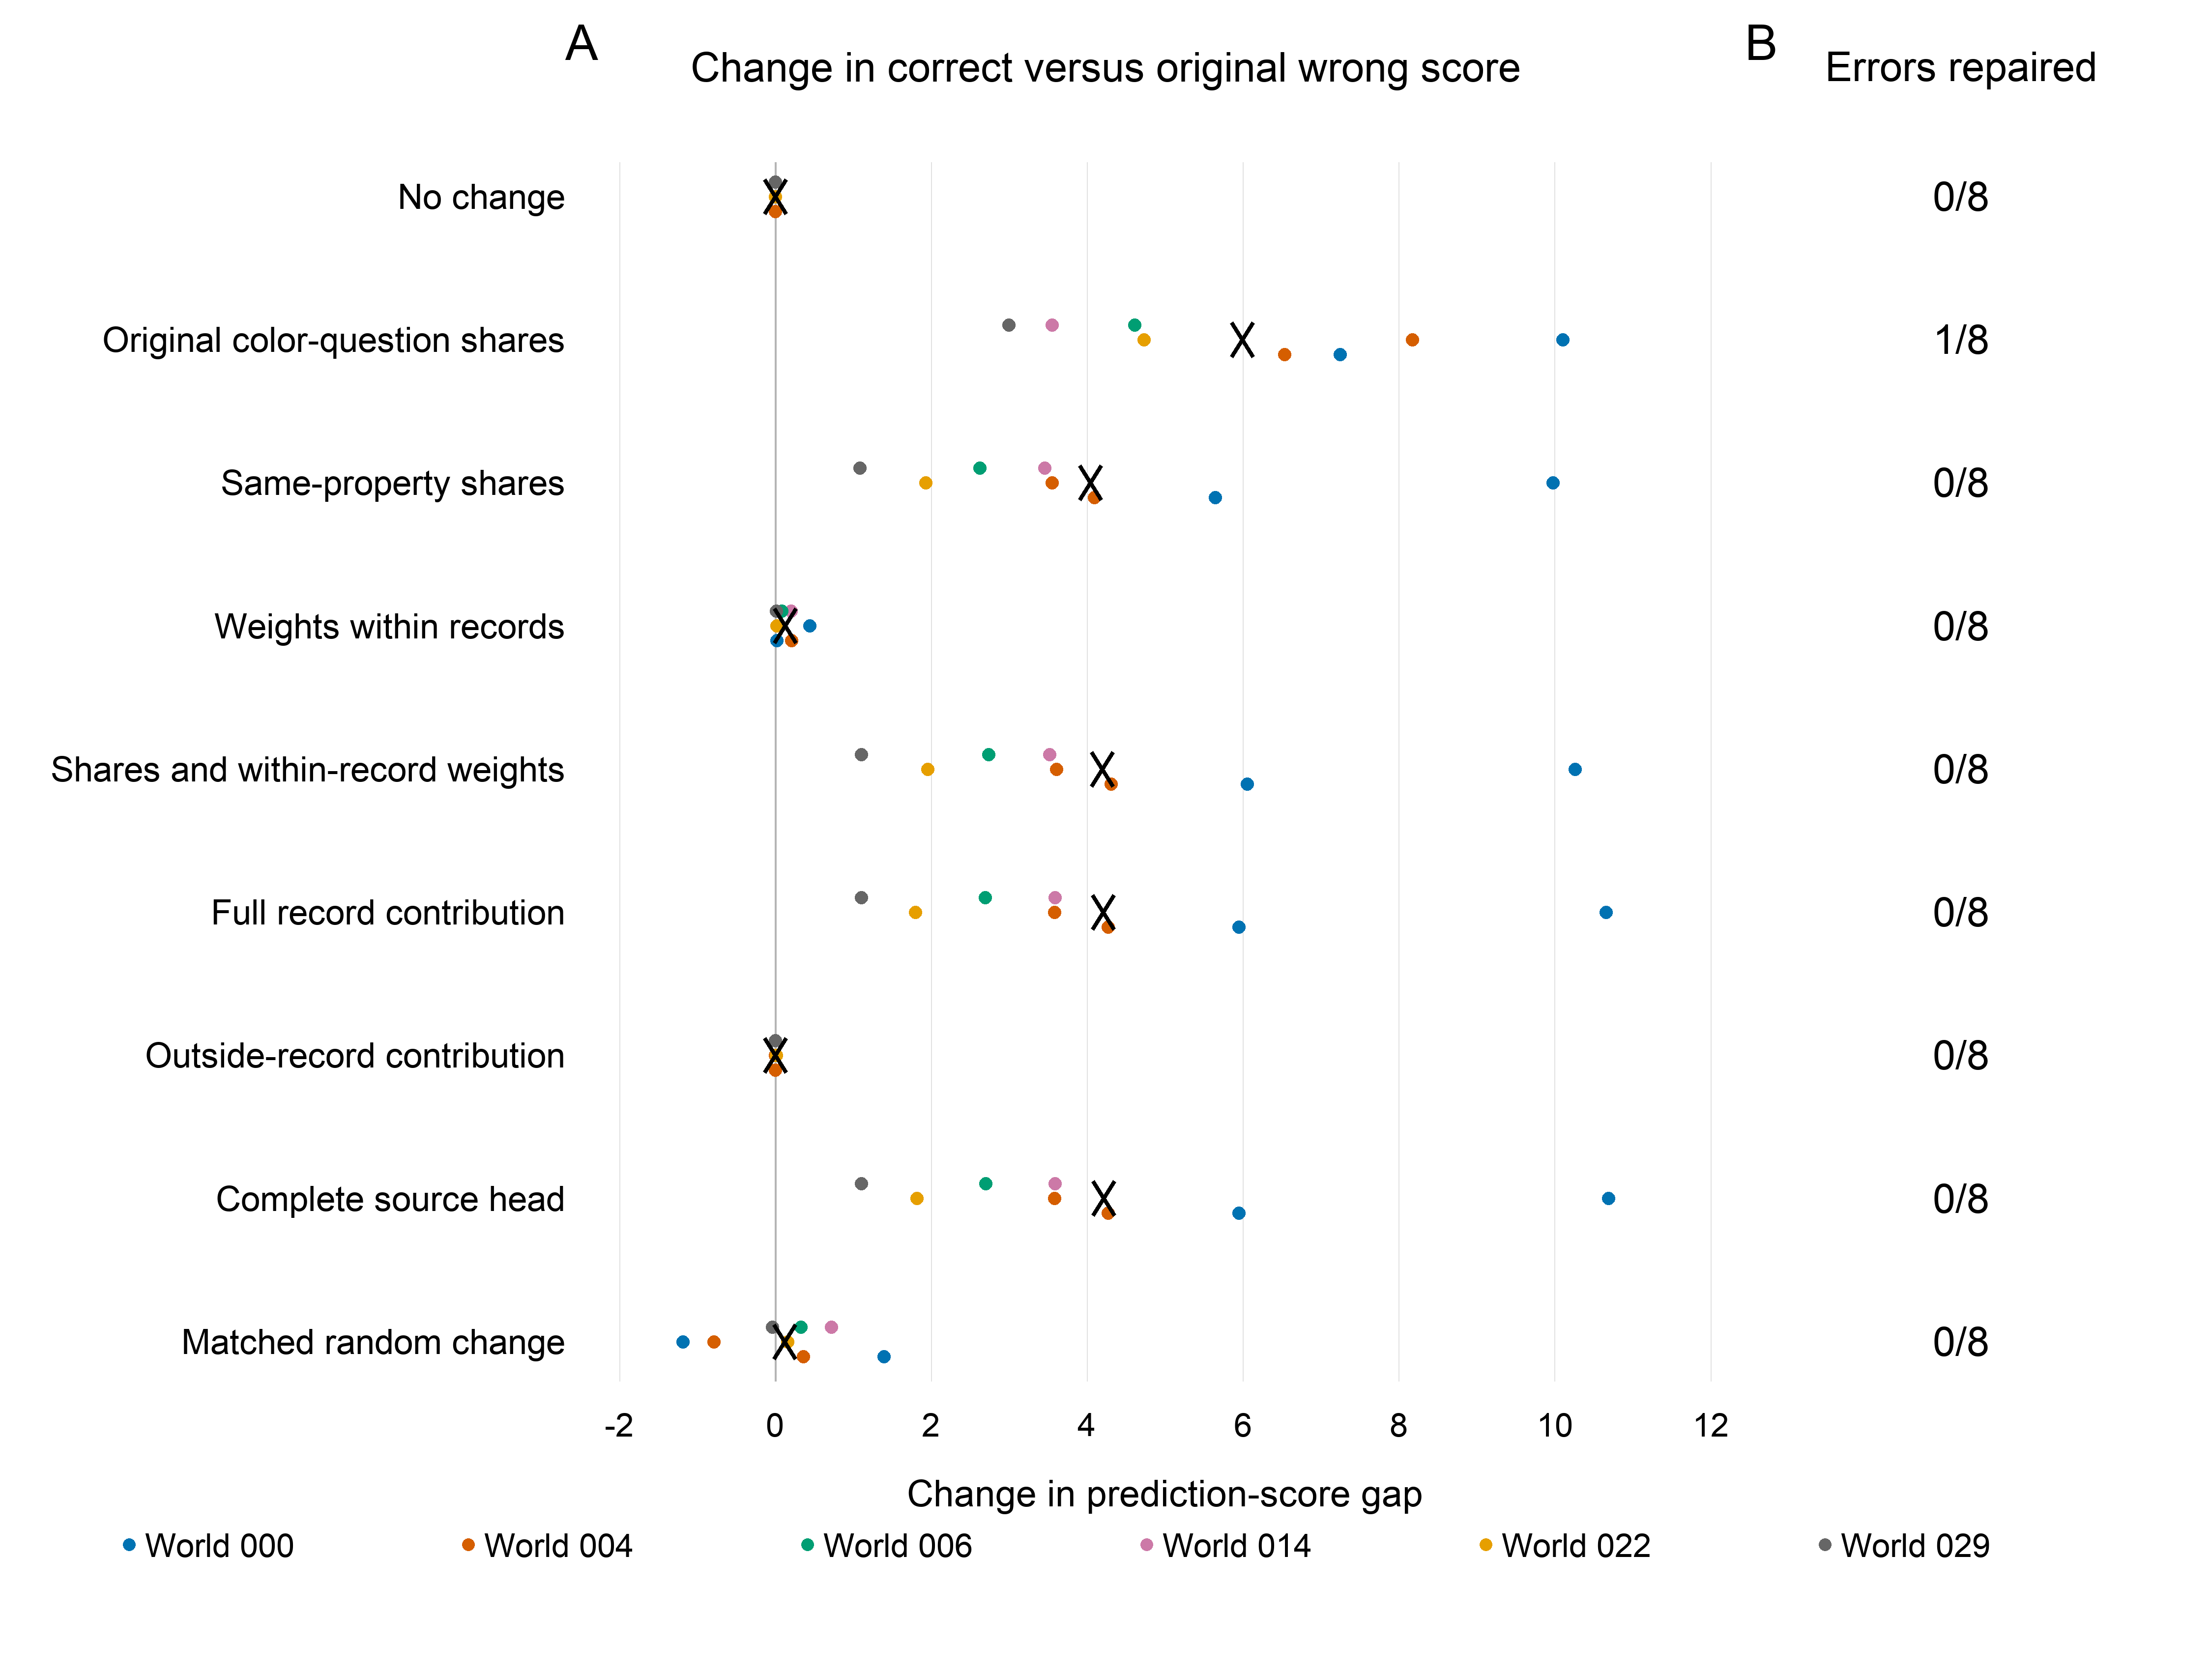 A
Change in correct versus original wrong score
B
Errors repaired
No change
0/8
Original color-question shares
1/8
Same-property shares
0/8
Weights within records
0/8
Shares and within-record weights
0/8
Full record contribution
0/8
Outside-record contribution
0/8
Complete source head
0/8
Matched random change
0/8
-2 0 2 4 6 8 10 12
Change in prediction-score gap
World 000 World 004 World 006 World 014 World 022 World 029